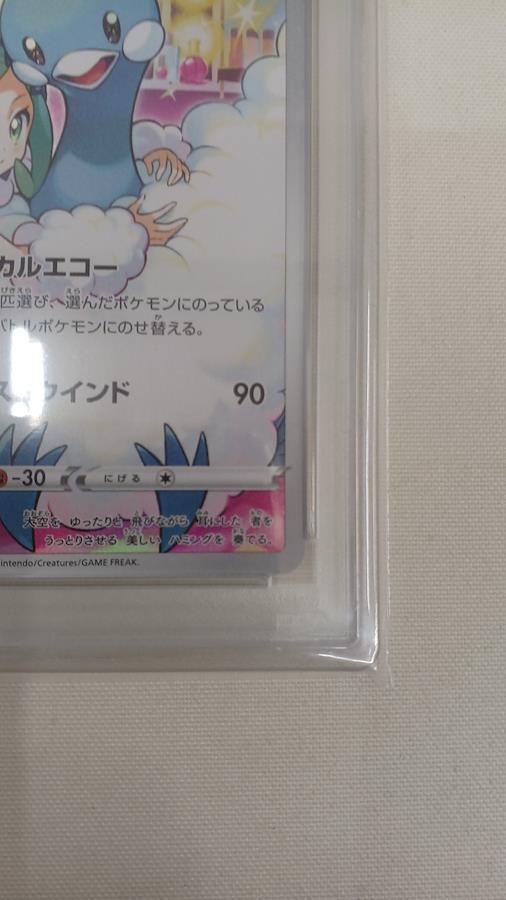 カルエコー
匹選び、選んだポケモンにのっている
バトルポケモンにのせ替える。
ウインド 90
-30 にげる
大空を ゆったりと 飛びながら 耳にした 者を
うっとりさせる 美しい ハミングを 奏でる。
intendo/Creatures/GAME FREAK.